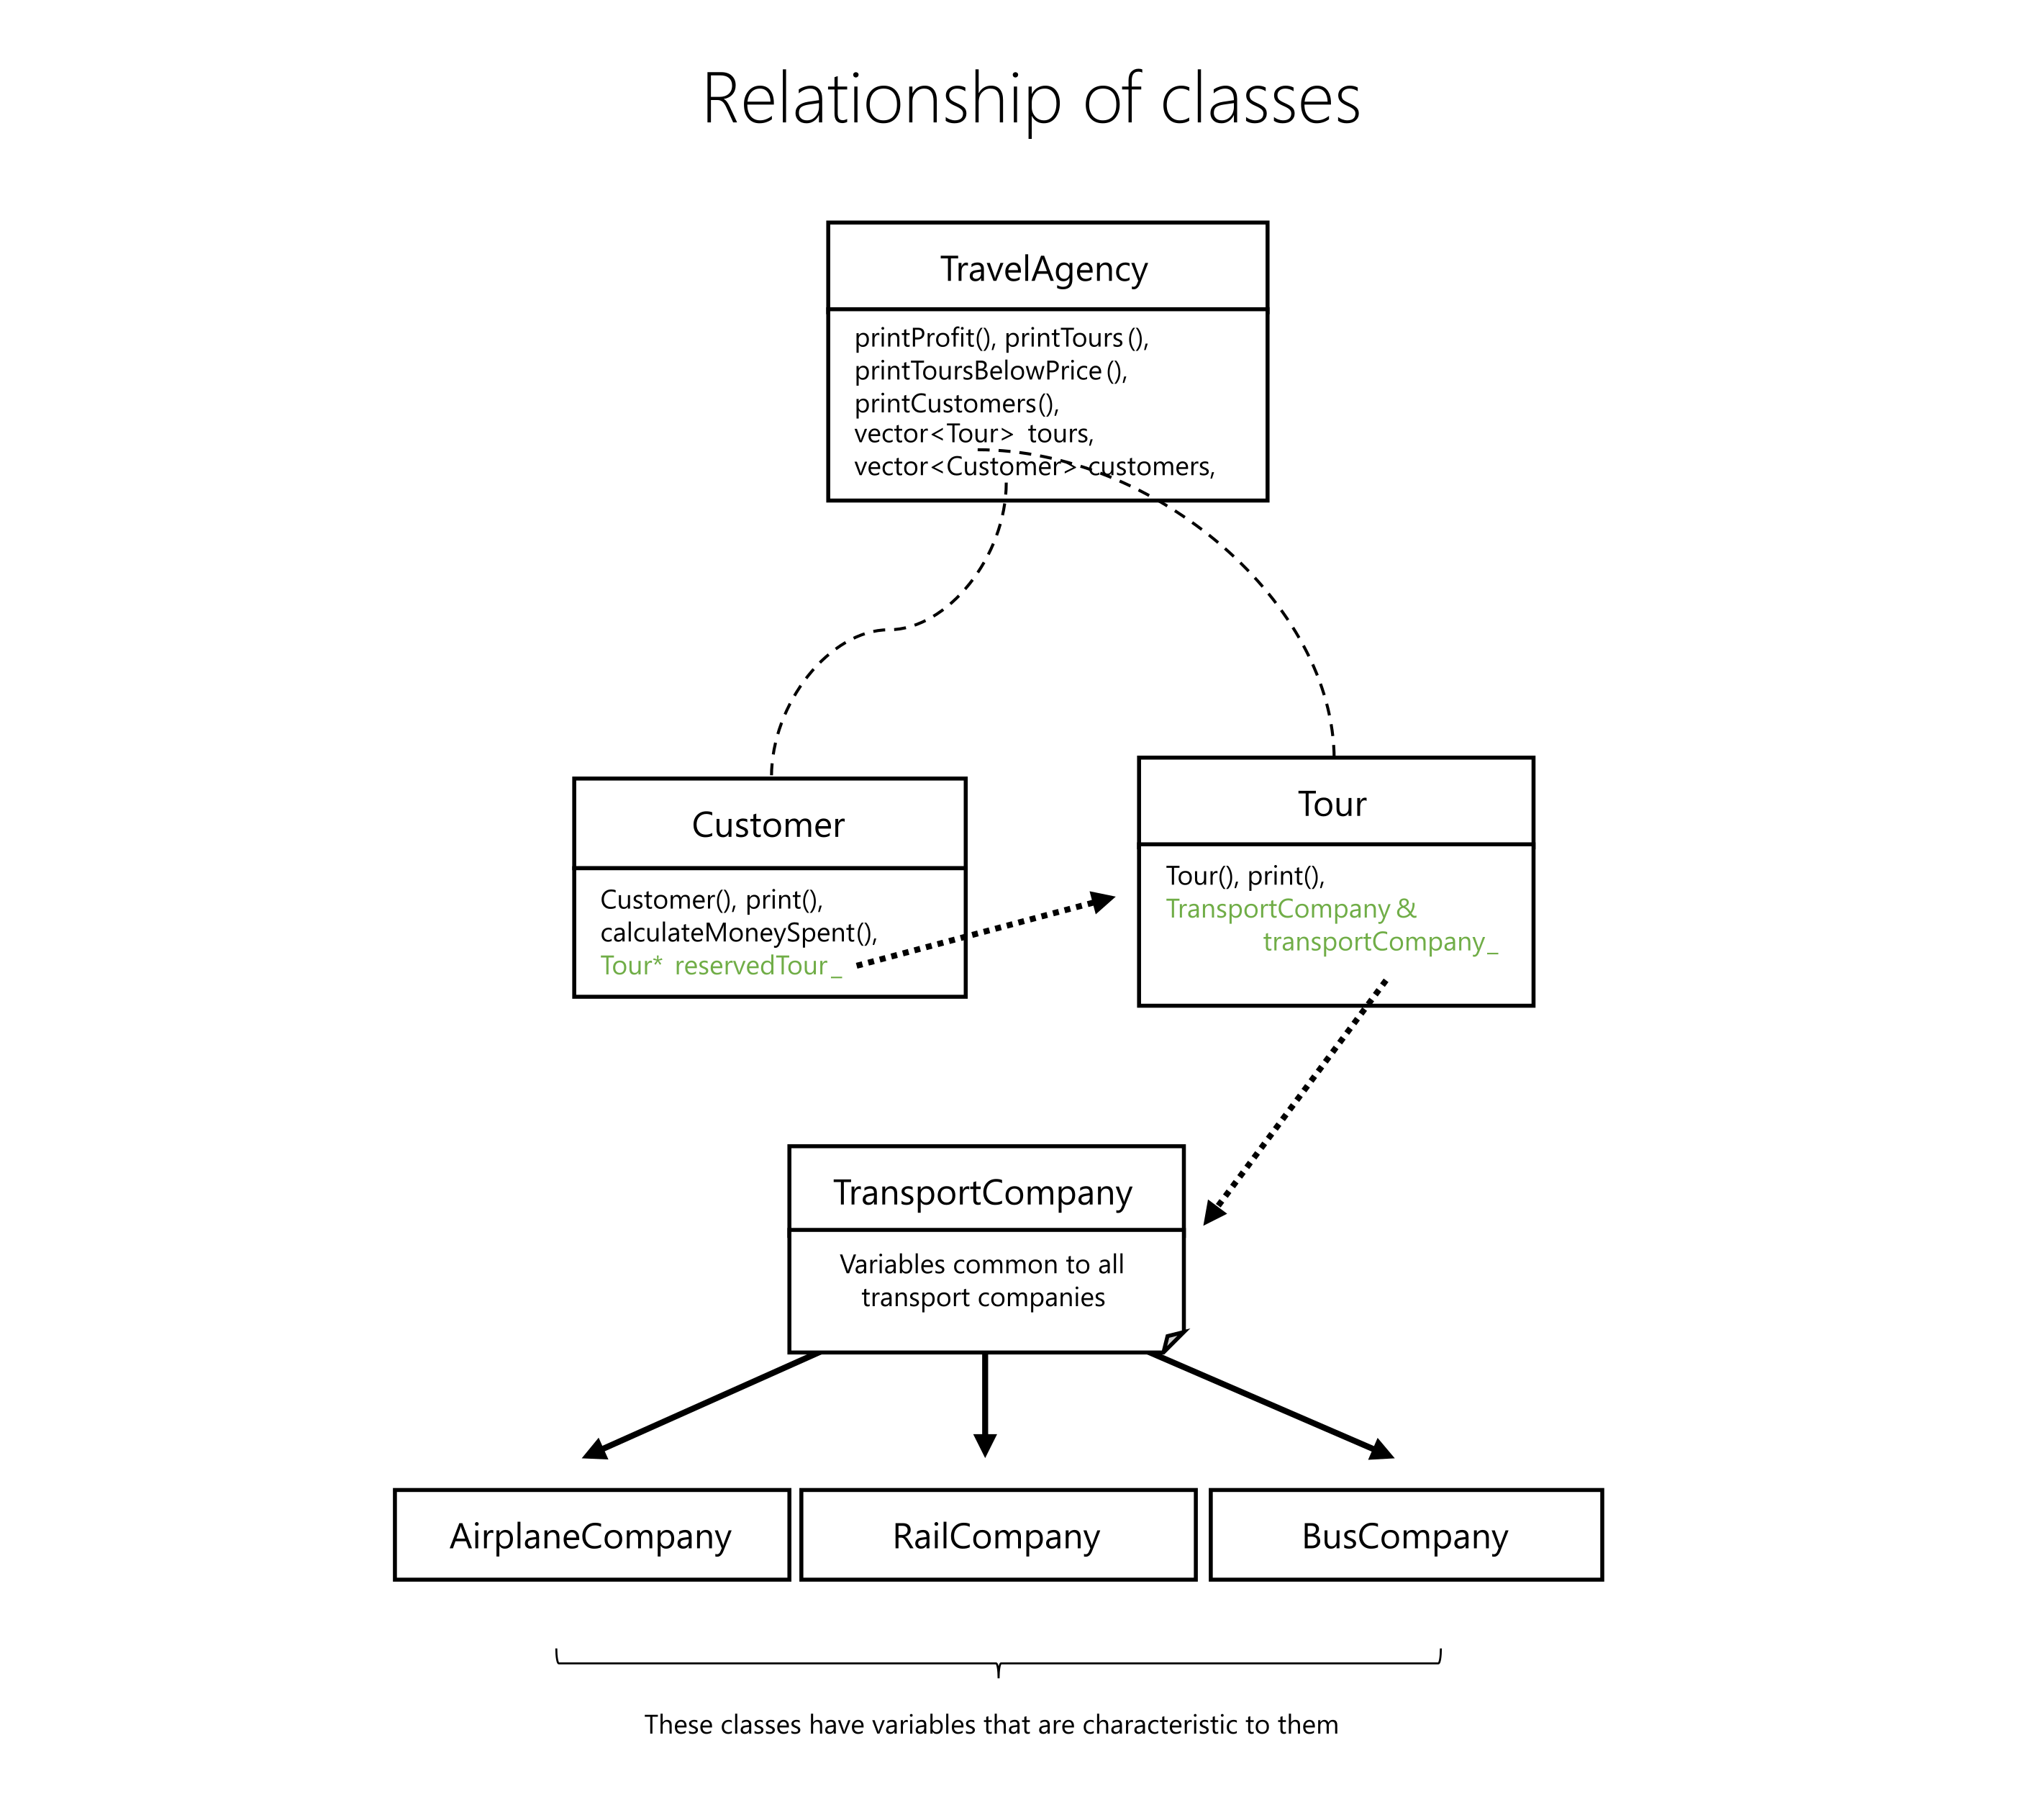 Relationship of classes
TravelAgency
printProfit(), printTours(),
printToursBelowPrice(),
printCustomers(),
vector<Tour> tours,
vector<Customer> customers,
Customer
Customer(), print(),
calculateMoneySpent(),
Tour* reservedTour_
Tour
Tour(), print(),
TransportCompany &
transportCompany_
TransportCompany
Variables common to all
transport companies
AirplaneCompany
RailCompany
BusCompany
These classes have variables that are characteristic to them